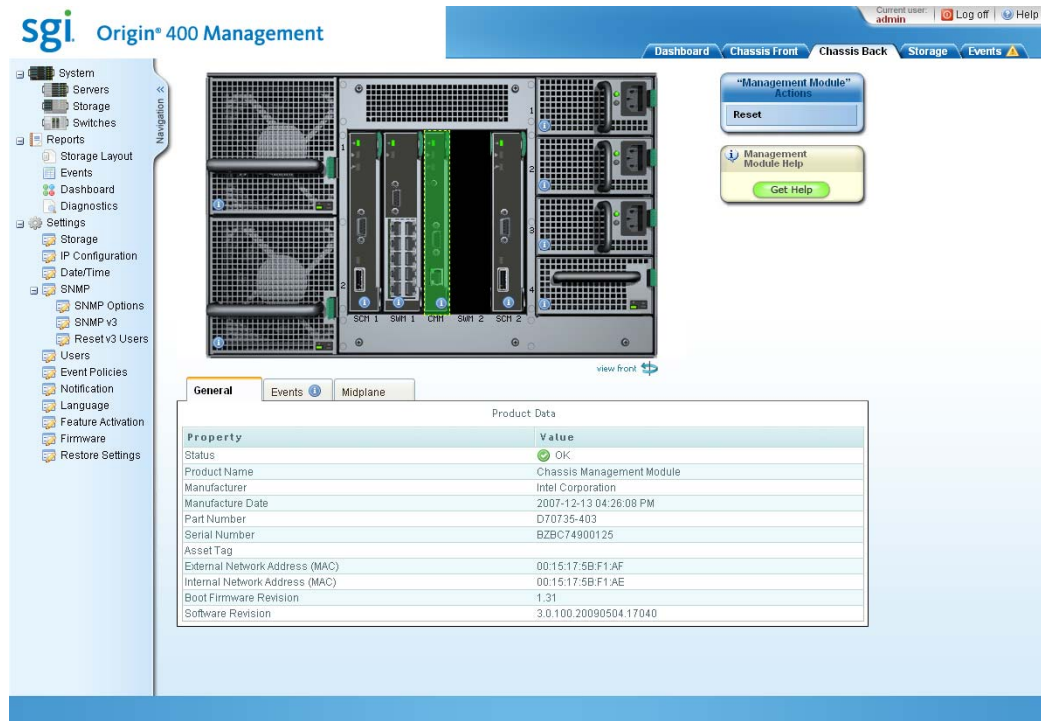 sgi. Origin® 400 Management
Current user: admin
Log off
Help
Dashboard
Chassis Front
Chassis Back
Storage
Events
System
Servers
Storage
Switches
Reports
Storage Layout
Events
Dashboard
Diagnostics
Settings
Storage
IP Configuration
Date/Time
SNMP
SNMP Options
SNMP v3
Reset v3 Users
Users
Event Policies
Notification
Language
Feature Activation
Firmware
Restore Settings
«
Navigation
1
2
1
2
3
4
SCM 1 SWM 1 CMM SWM 2 SCM 2
view front
"Management Module"
Actions
Reset
Management
Module Help
Get Help
General
Events
Midplane
Product Data
Property Value
Status OK
Product Name Chassis Management Module
Manufacturer Intel Corporation
Manufacture Date 2007-12-13 04:26:08 PM
Part Number D70735-403
Serial Number BZBC74900125
Asset Tag
External Network Address (MAC) 00:15:17:5B:F1:AF
Internal Network Address (MAC) 00:15:17:5B:F1:AE
Boot Firmware Revision 1.31
Software Revision 3.0.100.20090504.17040